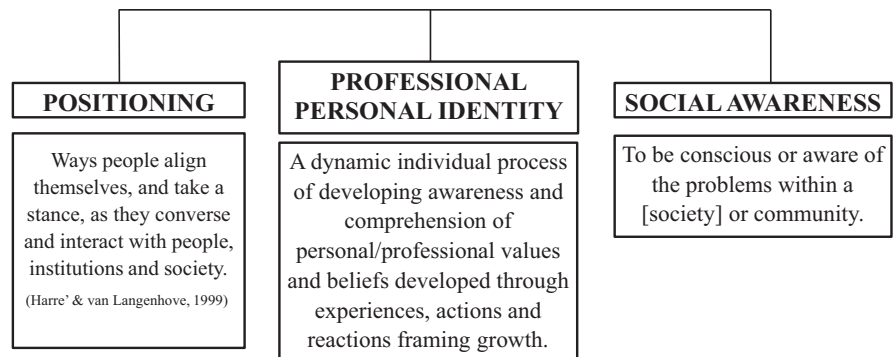 POSITIONING
Ways people align
themselves, and take a
stance, as they converse
and interact with people,
institutions and society.
(Harre' & van Langenhove, 1999)
PROFESSIONAL
PERSONAL IDENTITY
A dynamic individual process
of developing awareness and
comprehension of
personal/professional values
and beliefs developed through
experiences, actions and
reactions framing growth.
SOCIAL AWARENESS
To be conscious or aware of
the problems within a
[society] or community.